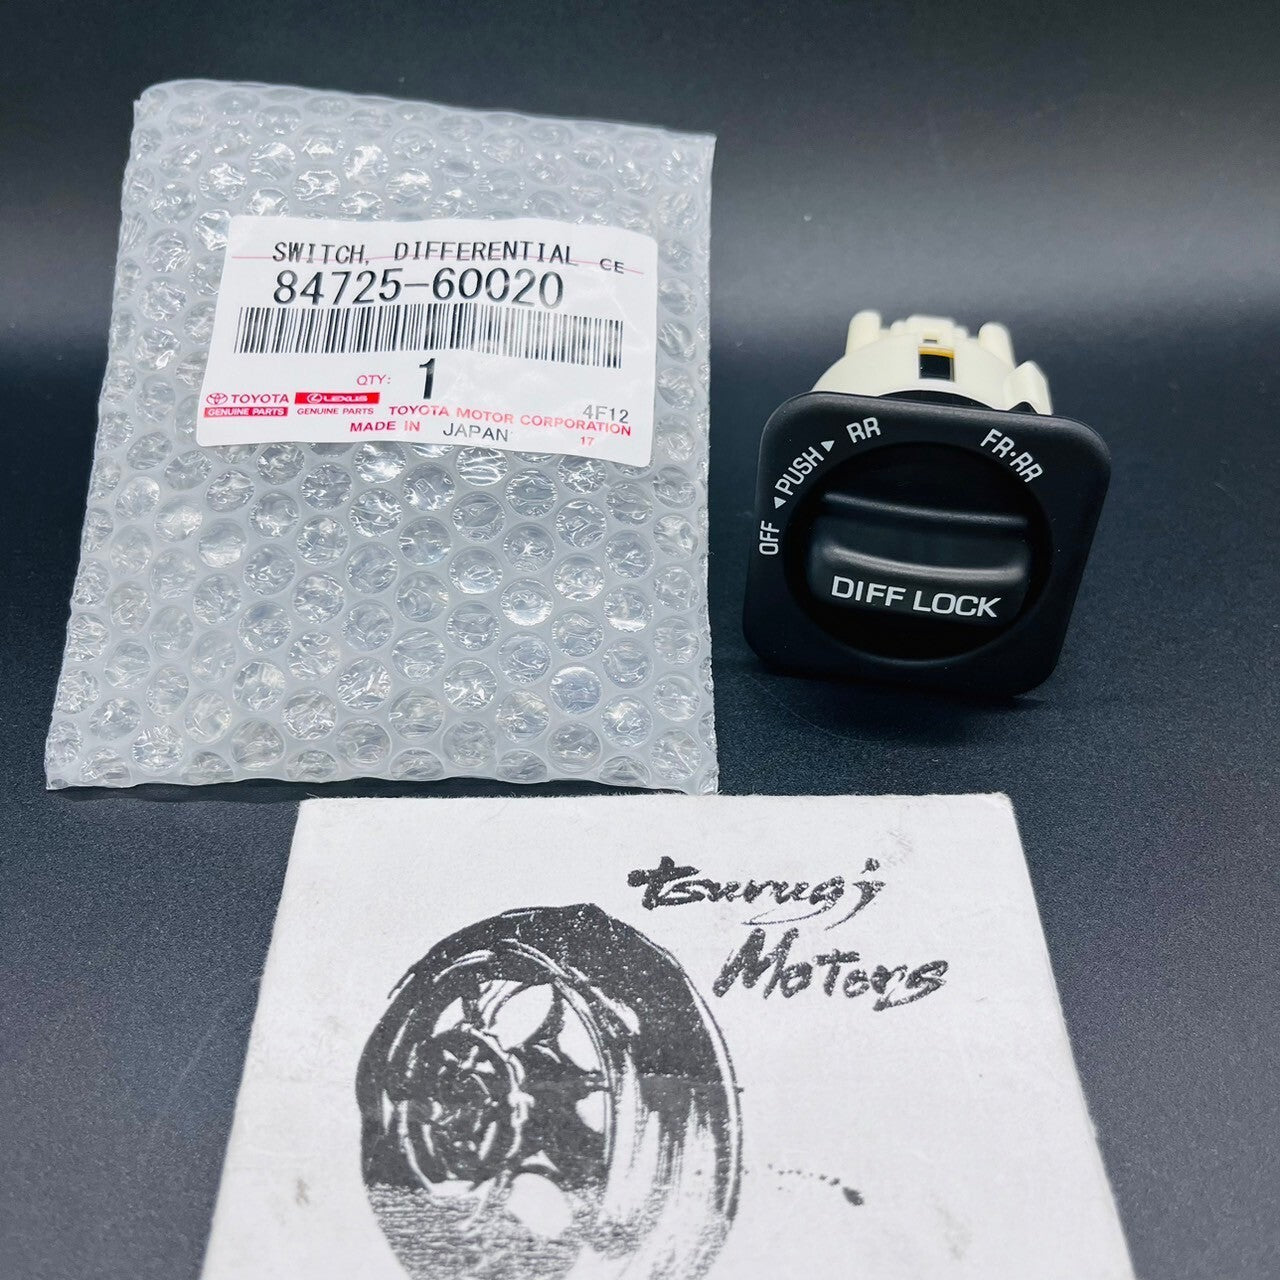 SWITCH, DIFFERENTIAL CE
84725-60020
QTY: 1
TOYOTA
GENUINE PARTS
LEXUS
GENUINE PARTS
TOYOTA MOTOR CORPORATION
4F12
MADE IN JAPAN
17
OFF ◄PUSH► RR FR·RR
DIFF LOCK
tsurugi
Motors